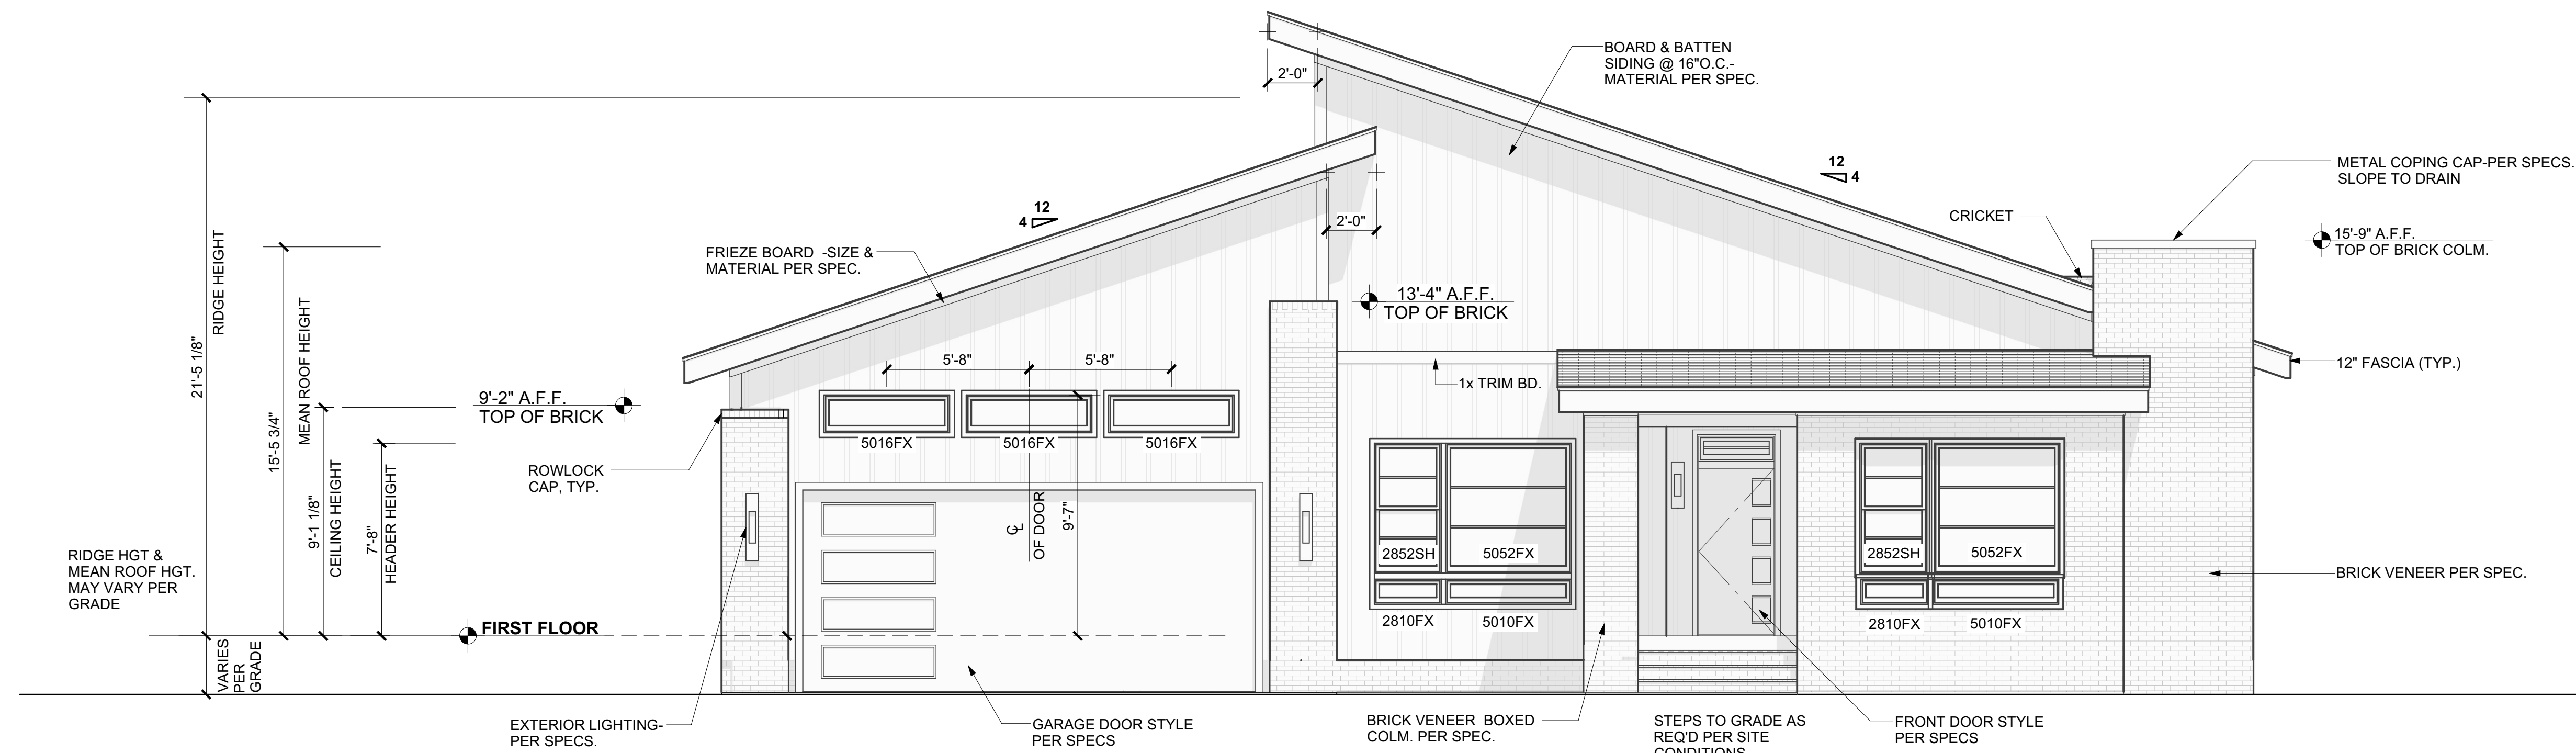 BOARD & BATTEN
SIDING @ 16"O.C.-
MATERIAL PER SPEC.
2'-0"
12
4
METAL COPING CAP-PER SPECS.
SLOPE TO DRAIN
CRICKET
15'-9" A.F.F.
TOP OF BRICK COLM.
12
4
2'-0"
FRIEZE BOARD -SIZE &
MATERIAL PER SPEC.
13'-4" A.F.F.
TOP OF BRICK
RIDGE HEIGHT
21'-5 1/8"
MEAN ROOF HEIGHT
15'-5 3/4"
CEILING HEIGHT
9'-1 1/8"
HEADER HEIGHT
7'-8"
5'-8"
5'-8"
1x TRIM BD.
12" FASCIA (TYP.)
9'-2" A.F.F.
TOP OF BRICK
5016FX
5016FX
5016FX
ROWLOCK
CAP, TYP.
CL
OF DOOR
9'-7"
2852SH
5052FX
2852SH
5052FX
RIDGE HGT &
MEAN ROOF HGT.
MAY VARY PER
GRADE
BRICK VENEER PER SPEC.
2810FX
5010FX
2810FX
5010FX
FIRST FLOOR
VARIES
PER
GRADE
EXTERIOR LIGHTING-
PER SPECS.
GARAGE DOOR STYLE
PER SPECS
BRICK VENEER BOXED
COLM. PER SPEC.
STEPS TO GRADE AS
REQ'D PER SITE
CONDITIONS
FRONT DOOR STYLE
PER SPECS